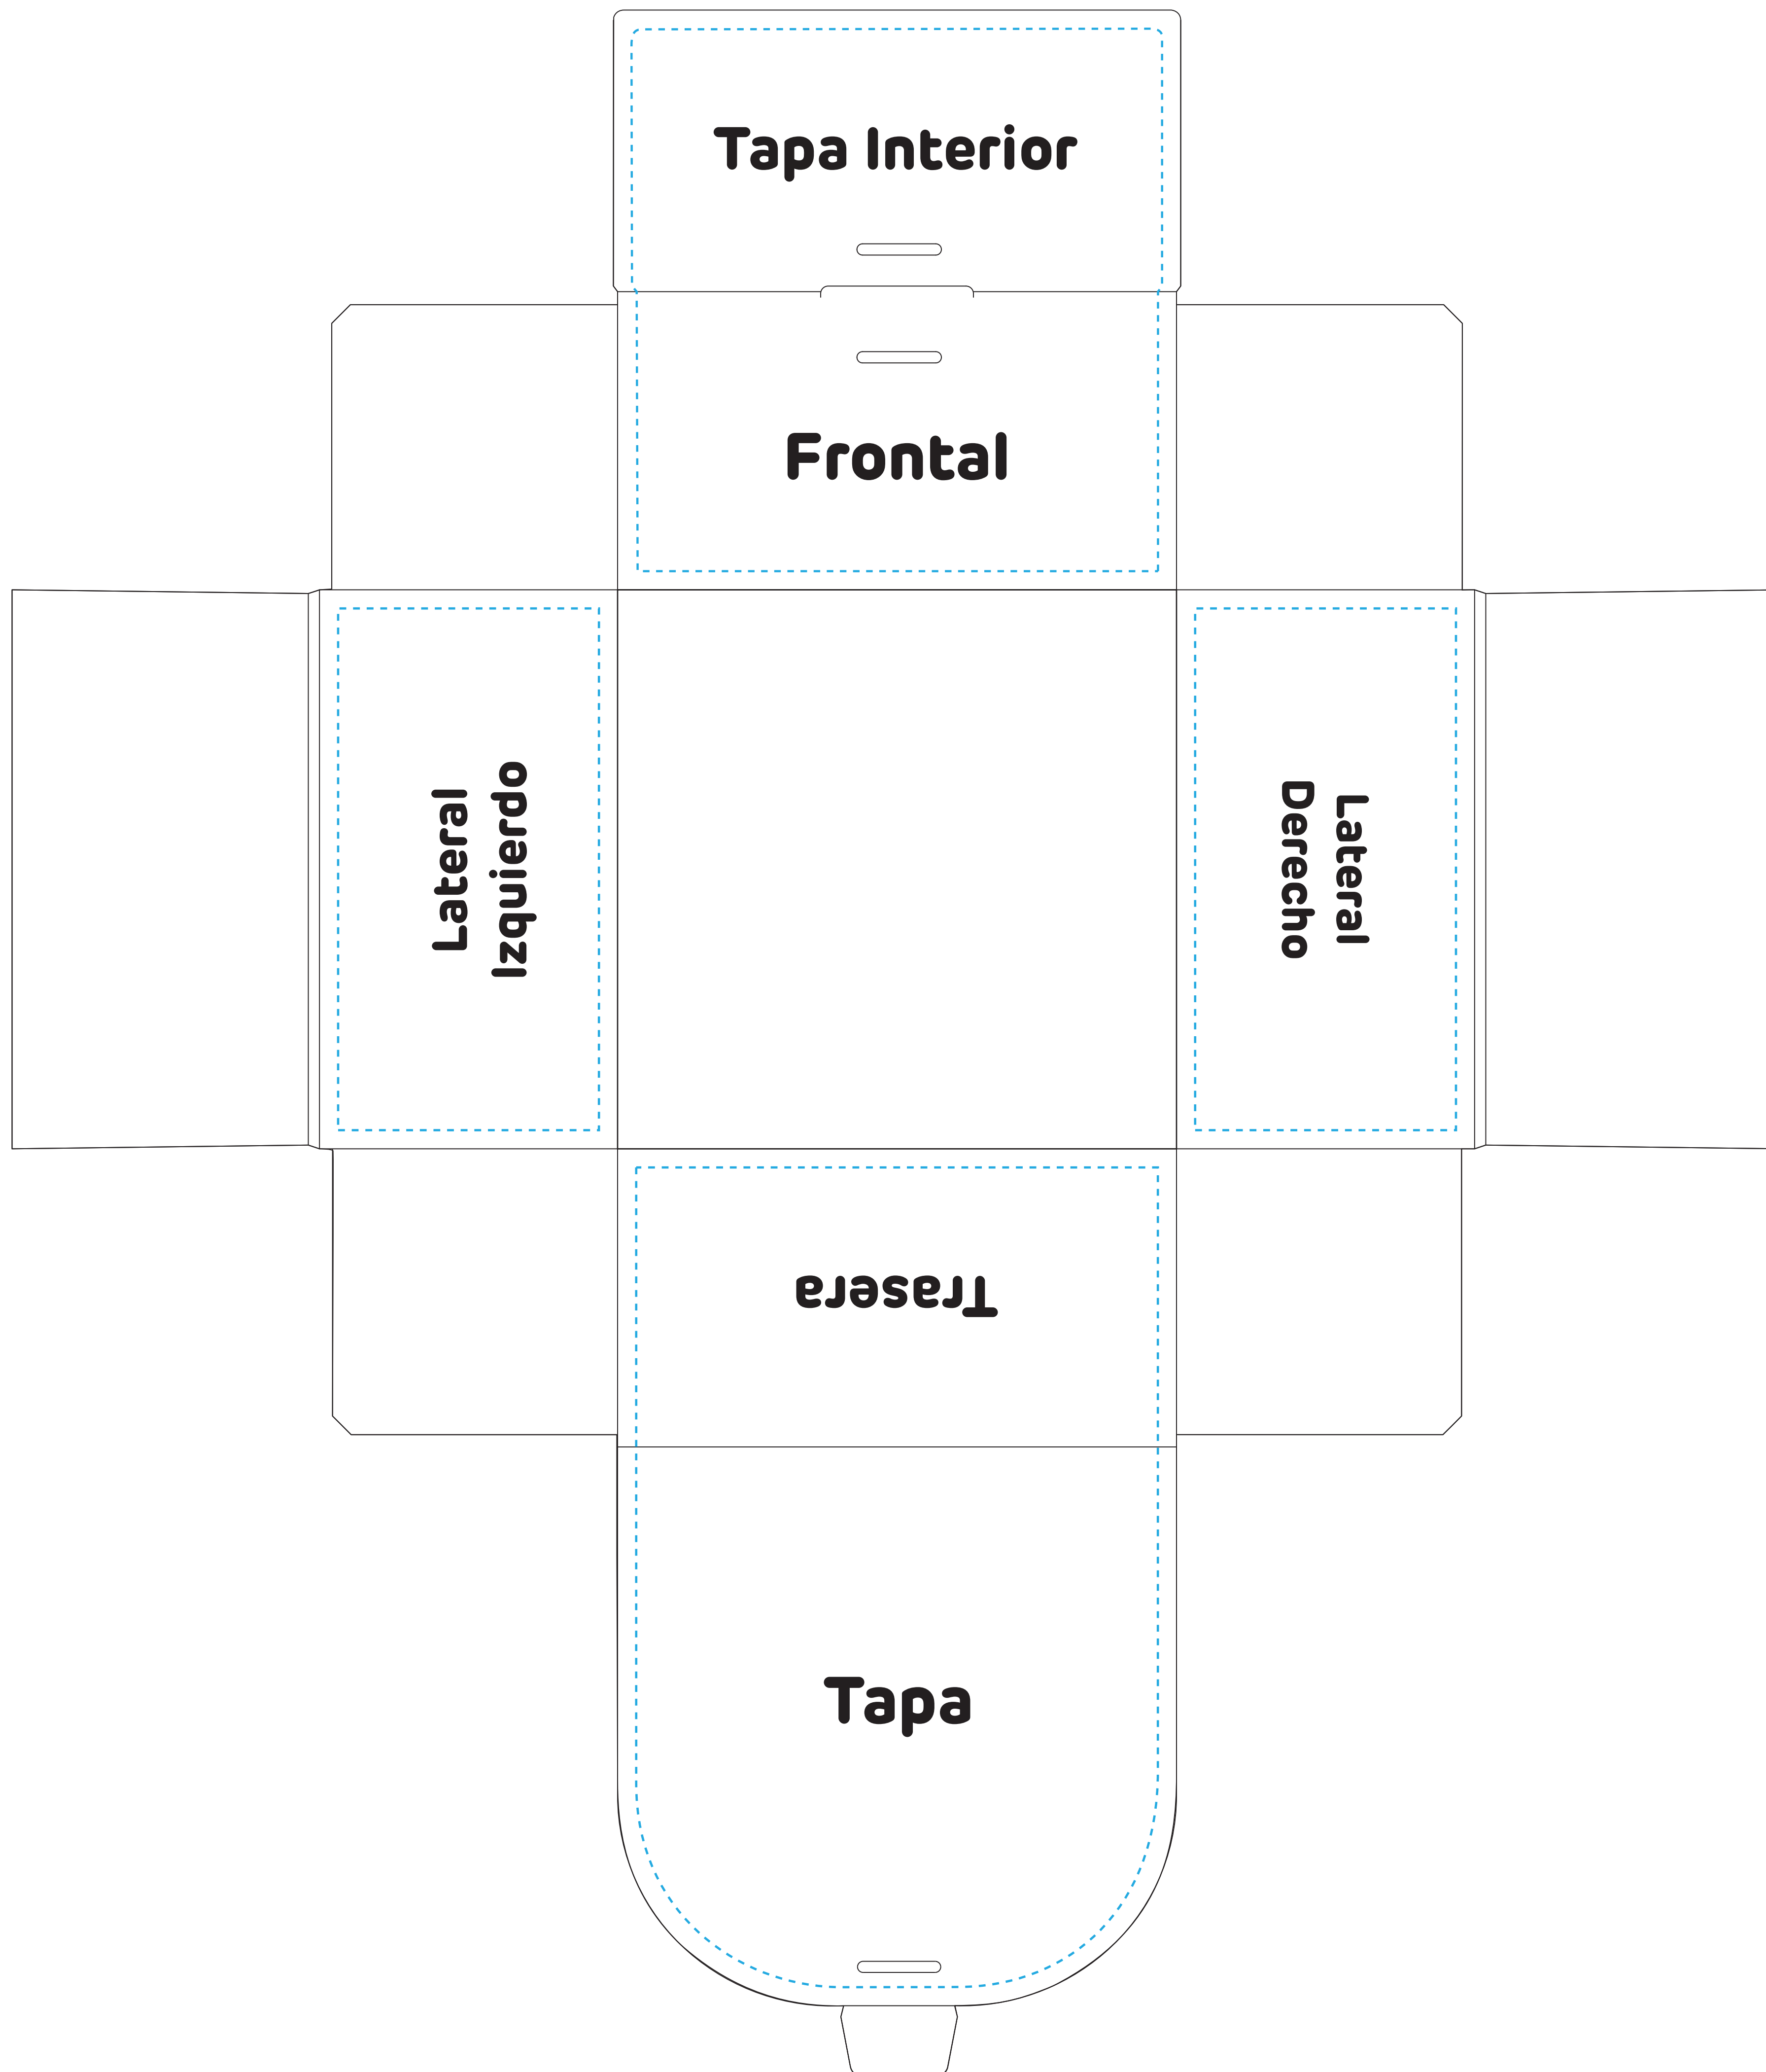 Tapa Interior
Frontal
Lateral
Izquierdo
Lateral
Derecho
Trasera
Tapa